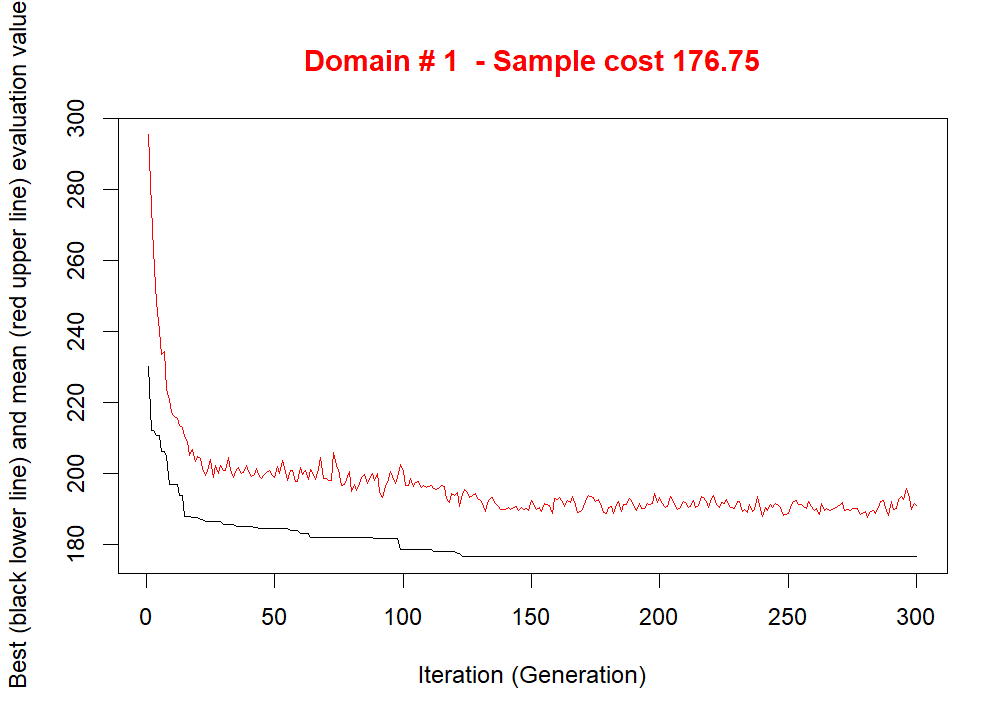 Domain # 1  - Sample cost 176.75
Best (black lower line) and mean (red upper line) evaluation value
300
280
260
240
220
200
180
0 50 100 150 200 250 300
Iteration (Generation)